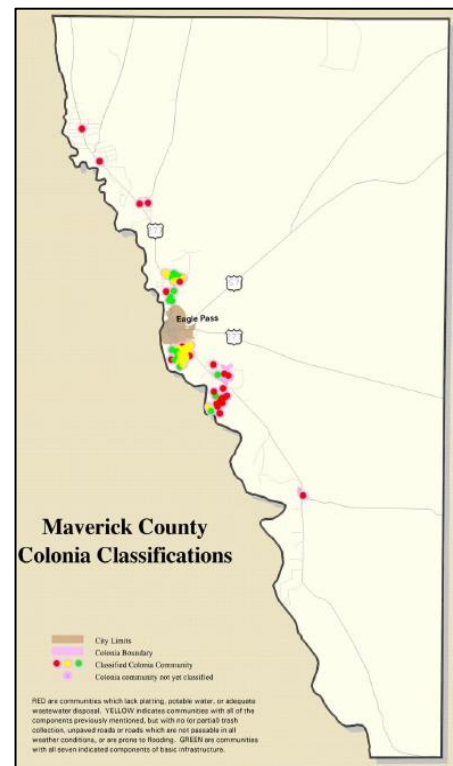 Eagle Pass
Maverick County
Colonia Classifications
City Limits
Colonia Boundary
Classified Colonia Community
Colonia community not yet classified
RED are communities which lack platting, potable water, or adequate
wastewater disposal. YELLOW indicates communities with all of the
components previously mentioned, but with no (or partial) trash
collection, unpaved roads or roads which are not passable in all
weather conditions, or are prone to flooding. GREEN are communities
with all seven indicated components of basic infrastructure.